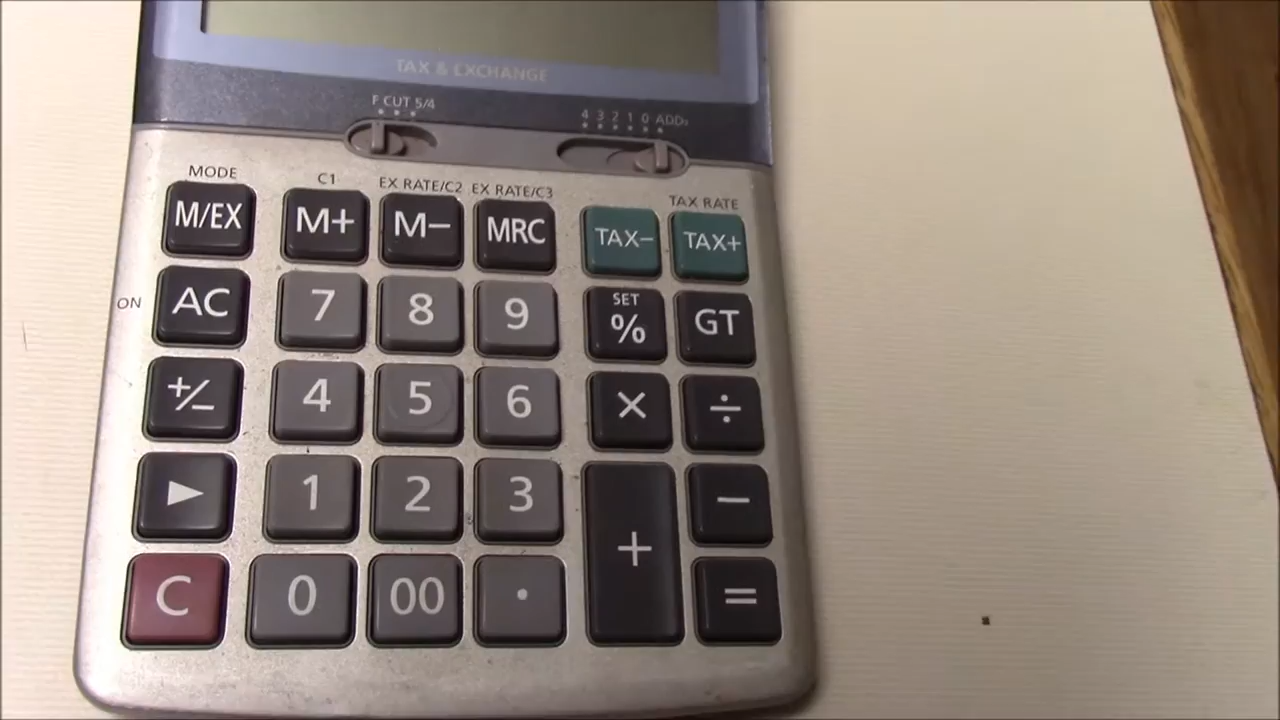 TAX & EXCHANGE
F CUT 5/4
4 3 2 1 0 ADD₂
MODE C1 EX RATE/C2 EX RATE/C3 TAX RATE
M/EX M+ M− MRC TAX− TAX+
ON AC 7 8 9 SET % GT
+/− 4 5 6 × ÷
▶ 1 2 3 + −
C 0 00 · =